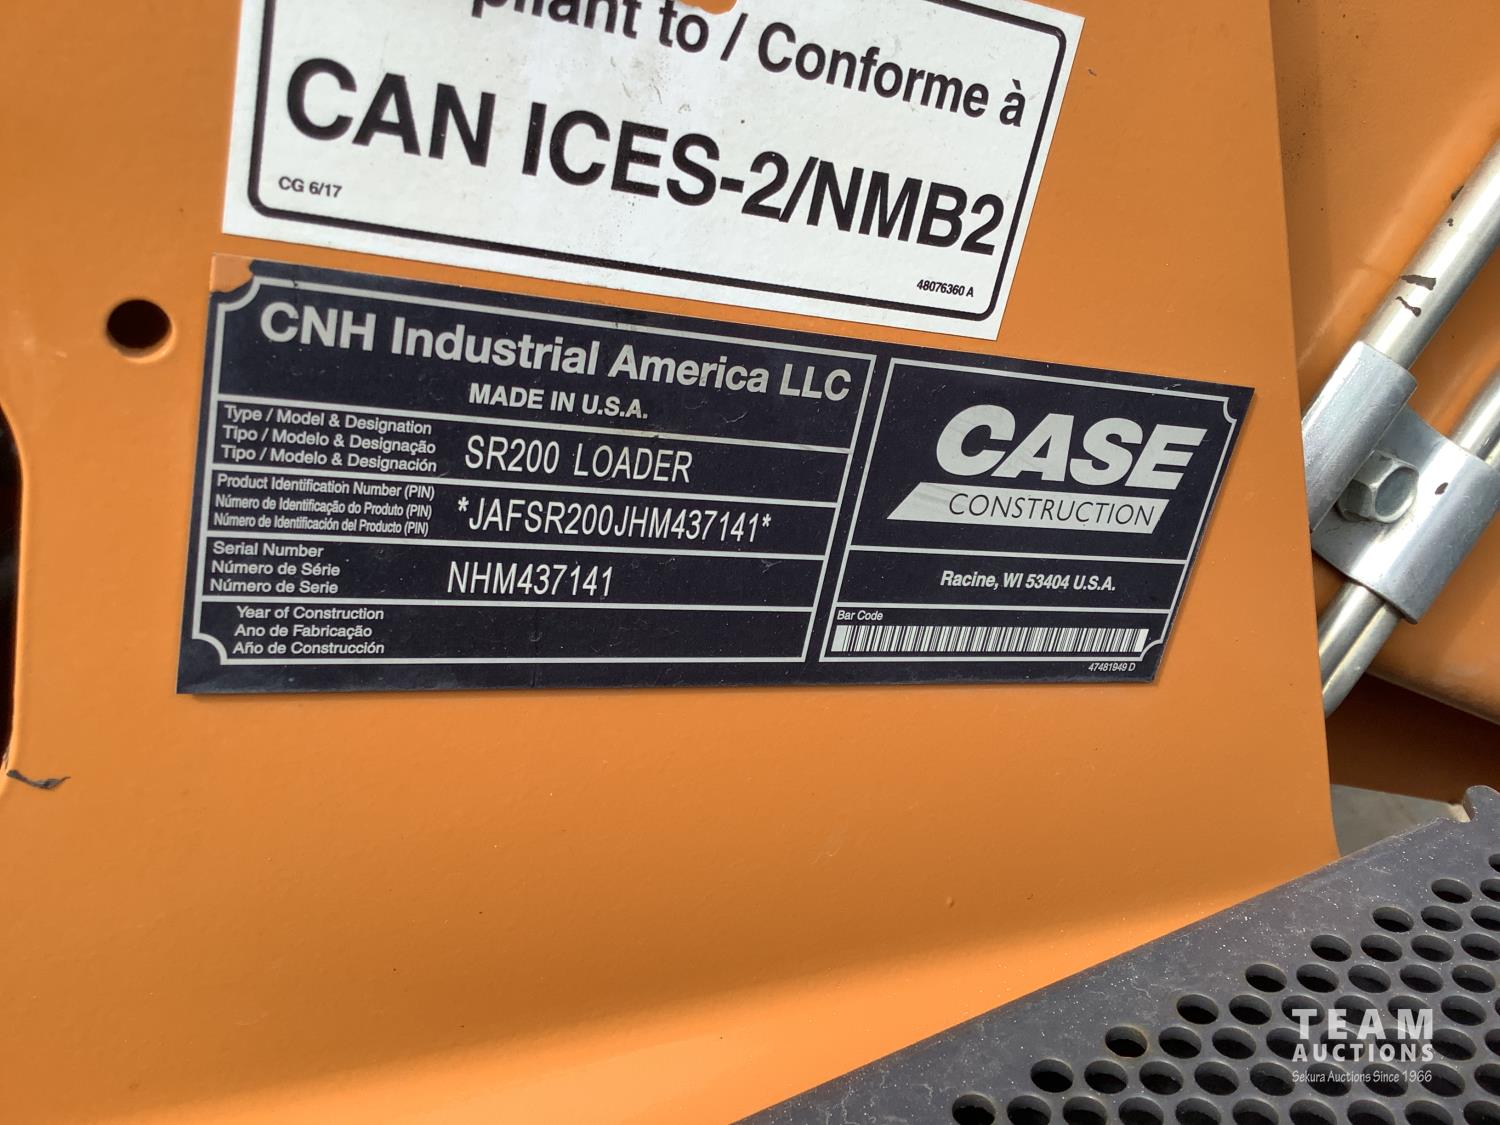 to / Conforme à
CAN ICES-2/NMB2
CG 6/17
48076360 A
CNH Industrial America LLC
MADE IN U.S.A.
Type / Model & Designation
Tipo / Modelo & Designação
Tipo / Modelo & Designación
SR200 LOADER
Product Identification Number (PIN)
Número de Identificação do Produto (PIN)
Número de Identificación del Producto (PIN)
*JAFSR200JHM437141*
Serial Number
Número de Série
Número de Serie
NHM437141
Year of Construction
Ano de Fabricação
Año de Construcción
CASE
CONSTRUCTION
Racine, WI 53404 U.S.A.
Bar Code
47481949 D
TEAM
AUCTIONS
Sekura Auctions Since 1966